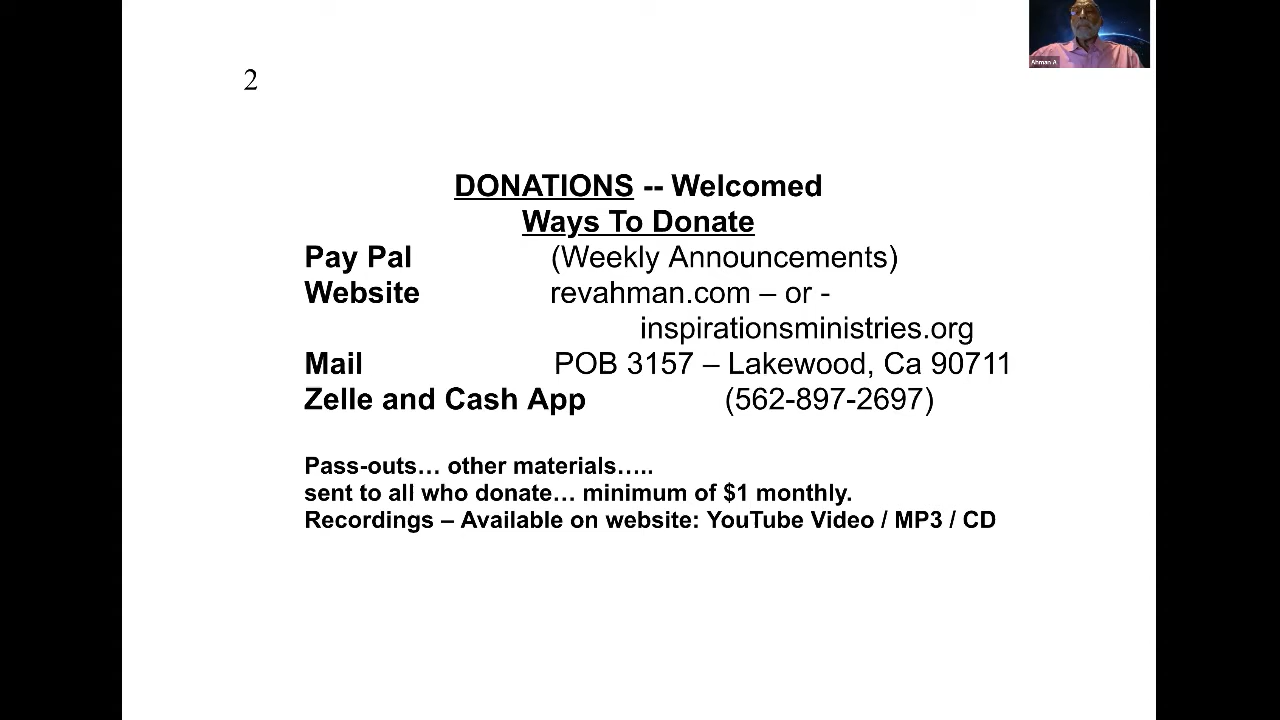 Ahman A
2
DONATIONS -- Welcomed
Ways To Donate
Pay Pal (Weekly Announcements)
Website revahman.com – or -
inspirationsministries.org
Mail POB 3157 – Lakewood, Ca 90711
Zelle and Cash App (562-897-2697)
Pass-outs… other materials…..
sent to all who donate… minimum of $1 monthly.
Recordings – Available on website: YouTube Video / MP3 / CD